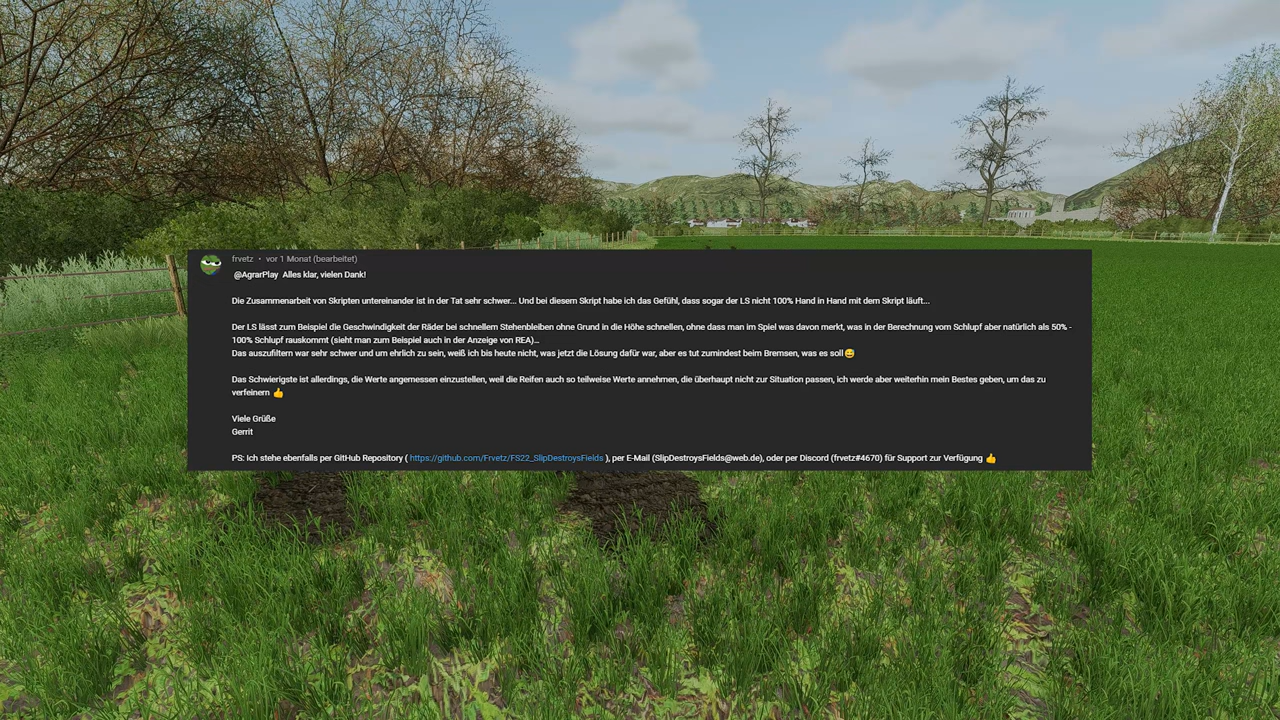 frvetz • vor 1 Monat (bearbeitet)
@AgrarPlay Alles klar, vielen Dank!
Die Zusammenarbeit von Skripten untereinander ist in der Tat sehr schwer... Und bei diesem Skript habe ich das Gefühl, dass sogar der LS nicht 100% Hand in Hand mit dem Skript läuft...
Der LS lässt zum Beispiel die Geschwindigkeit der Räder bei schnellem Stehenbleiben ohne Grund in die Höhe schnellen, ohne dass man im Spiel was davon merkt, was in der Berechnung vom Schlupf aber natürlich als 50% -
100% Schlupf rauskommt (sieht man zum Beispiel auch in der Anzeige von REA)...
Das auszufiltern war sehr schwer und um ehrlich zu sein, weiß ich bis heute nicht, was jetzt die Lösung dafür war, aber es tut zumindest beim Bremsen, was es soll😅
Das Schwierigste ist allerdings, die Werte angemessen einzustellen, weil die Reifen auch so teilweise Werte annehmen, die überhaupt nicht zur Situation passen, ich werde aber weiterhin mein Bestes geben, um das zu
verfeinern 👍
Viele Grüße
Gerrit
PS: Ich stehe ebenfalls per GitHub Repository ( https://github.com/Frvetz/FS22_SlipDestroysFields ), per E-Mail (SlipDestroysFields@web.de), oder per Discord (frvetz#4670) für Support zur Verfügung 👍